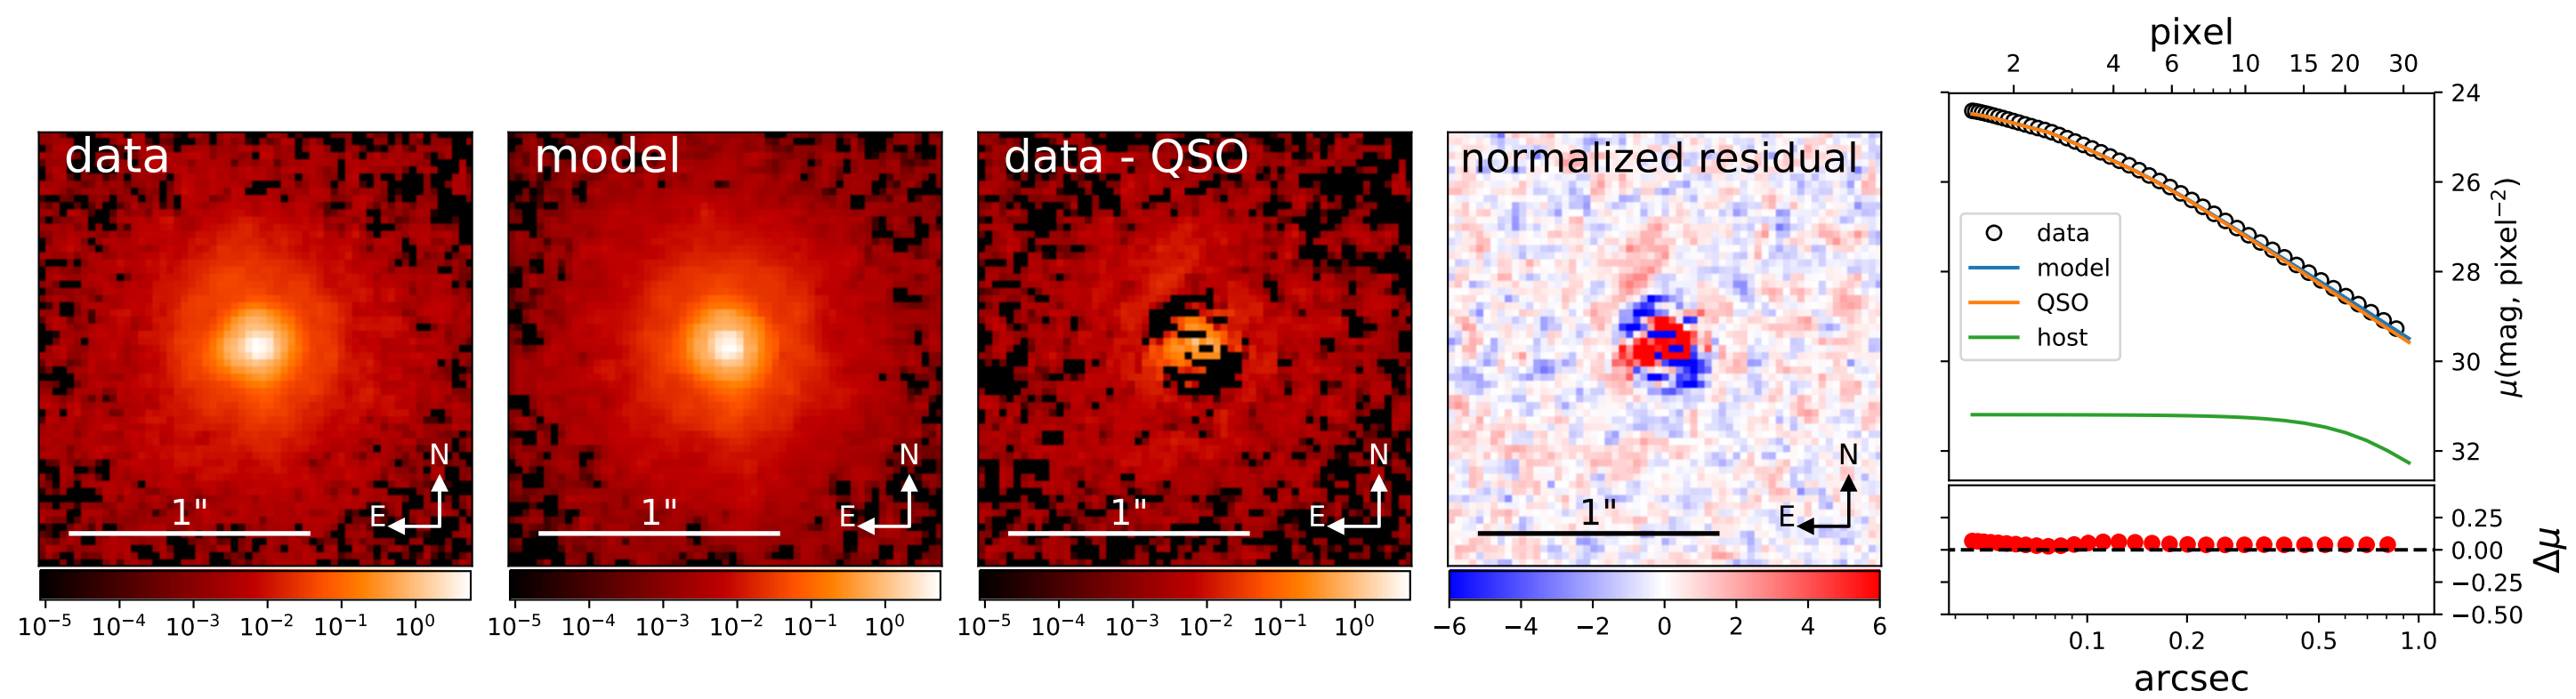 data
N
E
1"
10⁻⁵ 10⁻⁴ 10⁻³ 10⁻² 10⁻¹ 10⁰
model
N
E
1"
10⁻⁵ 10⁻⁴ 10⁻³ 10⁻² 10⁻¹ 10⁰
data - QSO
N
E
1"
10⁻⁵ 10⁻⁴ 10⁻³ 10⁻² 10⁻¹ 10⁰
normalized residual
N
E
1"
−6 −4 −2 0 2 4 6
pixel
2 4 6 10 15 20 30
24
26
28
30
32
μ(mag, pixel⁻²)
data
model
QSO
host
0.25
0.00
−0.25
−0.50
Δμ
0.1 0.2 0.5 1.0
arcsec